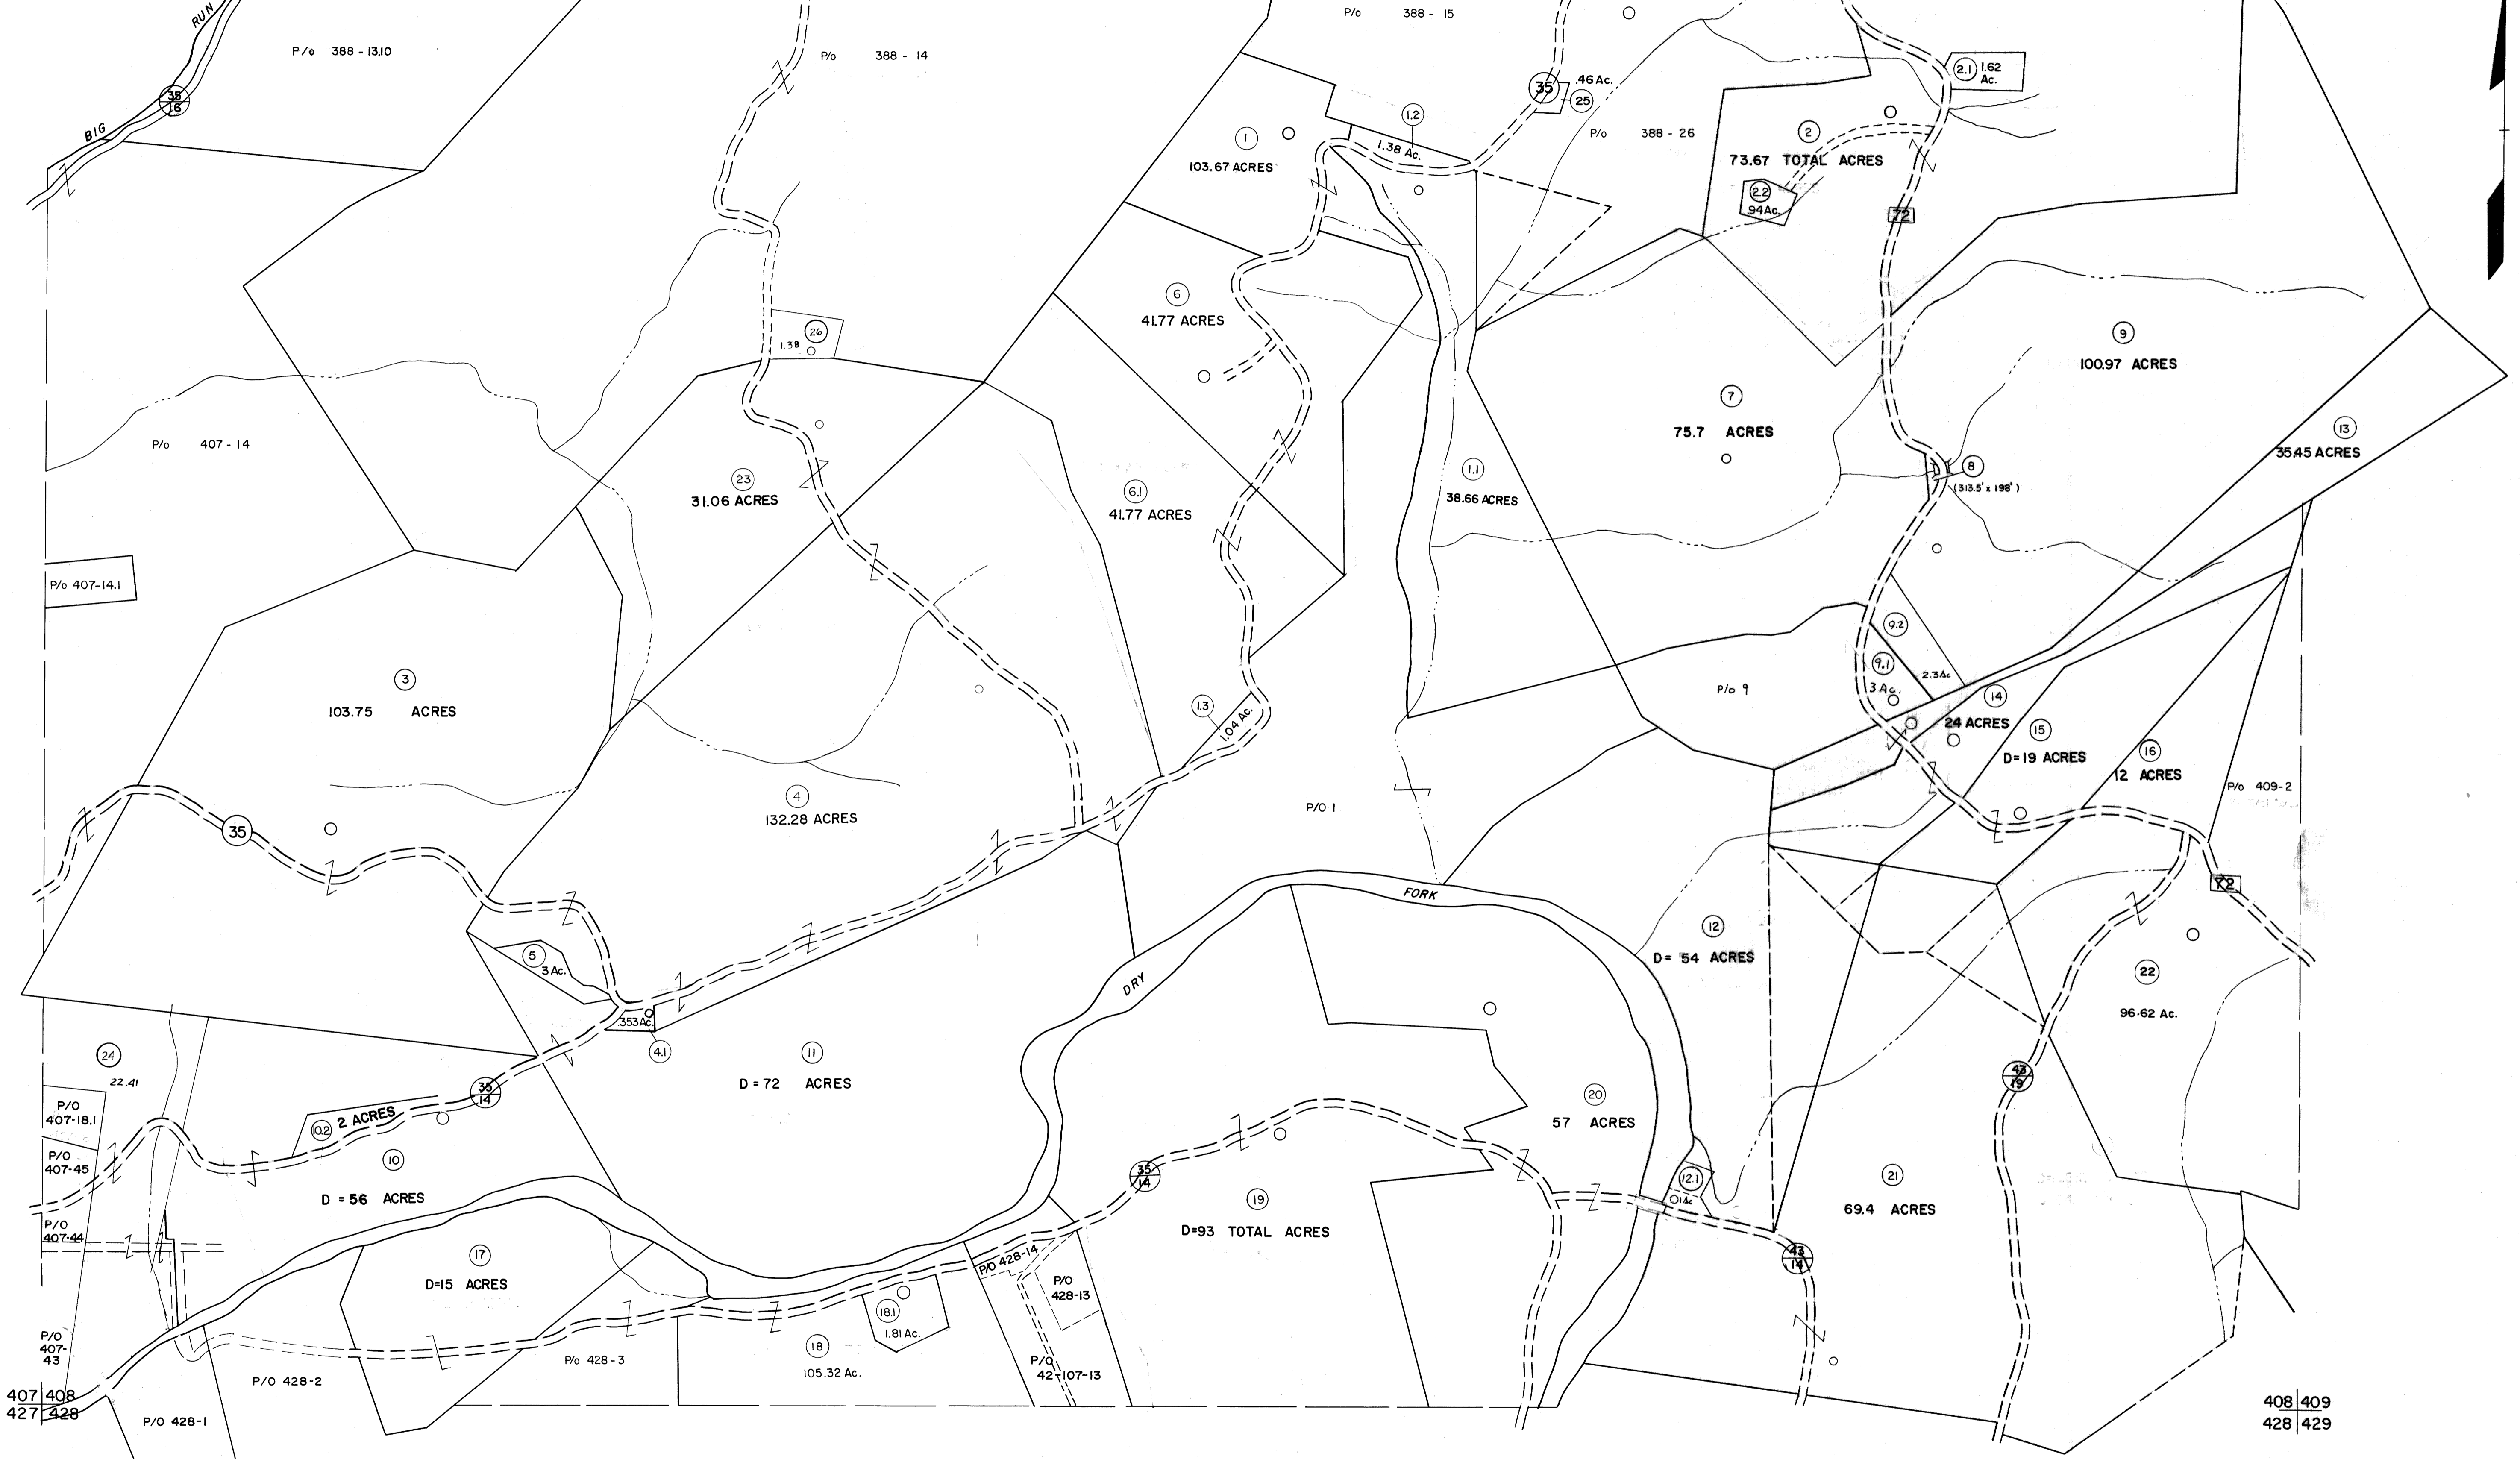 RUN
BIG
35
16
P/o 388-13.10
P/o 388 - 14
P/o 388 - 15
35
.46 Ac.
25
1.2
1.38 Ac.
1
103.67 ACRES
P/o 388 - 26
2
73.67 TOTAL ACRES
2.1
1.62
Ac.
2.2
.94 Ac.
72
6
41.77 ACRES
26
1.38
9
100.97 ACRES
7
75.7 ACRES
13
35.45 ACRES
P/o 407 - 14
23
31.06 ACRES
6.1
41.77 ACRES
1.1
38.66 ACRES
8
(313.5' x 198')
P/o 407-14.1
9.2
2.3 Ac
9.1
.3 Ac.
P/o 9
3
103.75 ACRES
1.3
1.04 Ac.
14
24 ACRES
15
D=19 ACRES
16
12 ACRES
P/o 409-2
4
132.28 ACRES
P/O 1
35
72
DRY
FORK
12
D= 54 ACRES
5
3 Ac.
22
96.62 Ac.
.353 Ac.
4.1
24
22.41
11
D = 72 ACRES
35
14
43
19
P/O
407-18.1
10.2
2 ACRES
20
57 ACRES
P/O
407-45
10
D = 56 ACRES
35
14
19
D=93 TOTAL ACRES
12.1
1 Ac
21
69.4 ACRES
P/O
407-44
17
D=15 ACRES
P/O 428-14
P/O
428-13
43
14
18.1
1.81 Ac.
P/O
407-
43
P/O 428-2
P/o 428-3
18
105.32 Ac.
P/O
42-107-13
407 408
427 428
P/O 428-1
408 409
428 429